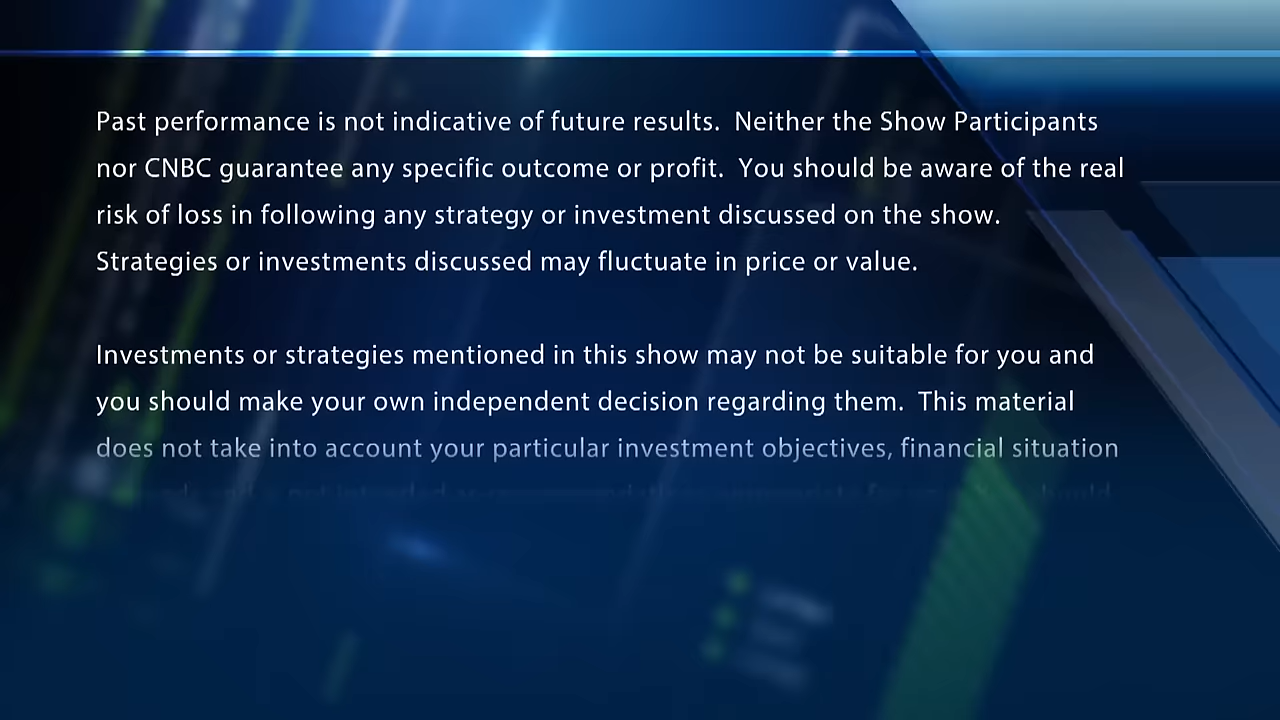 Past performance is not indicative of future results.  Neither the Show Participants
nor CNBC guarantee any specific outcome or profit.  You should be aware of the real
risk of loss in following any strategy or investment discussed on the show.
Strategies or investments discussed may fluctuate in price or value.
Investments or strategies mentioned in this show may not be suitable for you and
you should make your own independent decision regarding them.  This material
does not take into account your particular investment objectives, financial situation